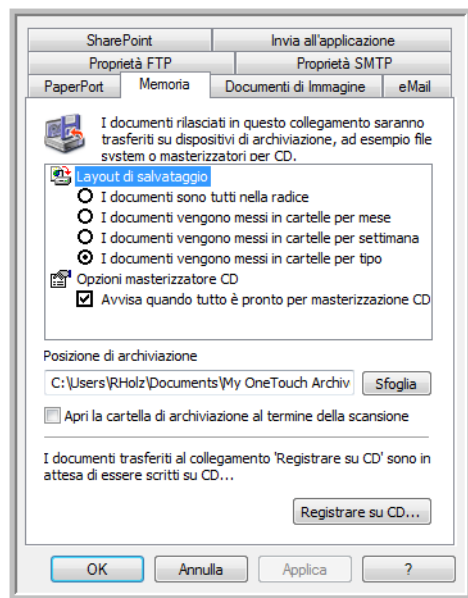 SharePoint
Invia all'applicazione
Proprietà FTP
Proprietà SMTP
PaperPort
Memoria
Documenti di Immagine
eMail
I documenti rilasciati in questo collegamento saranno
trasferiti su dispositivi di archiviazione, ad esempio file
system o masterizzatori per CD.
Layout di salvataggio
I documenti sono tutti nella radice
I documenti vengono messi in cartelle per mese
I documenti vengono messi in cartelle per settimana
I documenti vengono messi in cartelle per tipo
Opzioni masterizzatore CD
Avvisa quando tutto è pronto per masterizzazione CD
Posizione di archiviazione
C:\Users\RHolz\Documents\My OneTouch Archiv
Sfoglia
Apri la cartella di archiviazione al termine della scansione
I documenti trasferiti al collegamento 'Registrare su CD' sono in
attesa di essere scritti su CD...
Registrare su CD...
OK
Annulla
Applica
?